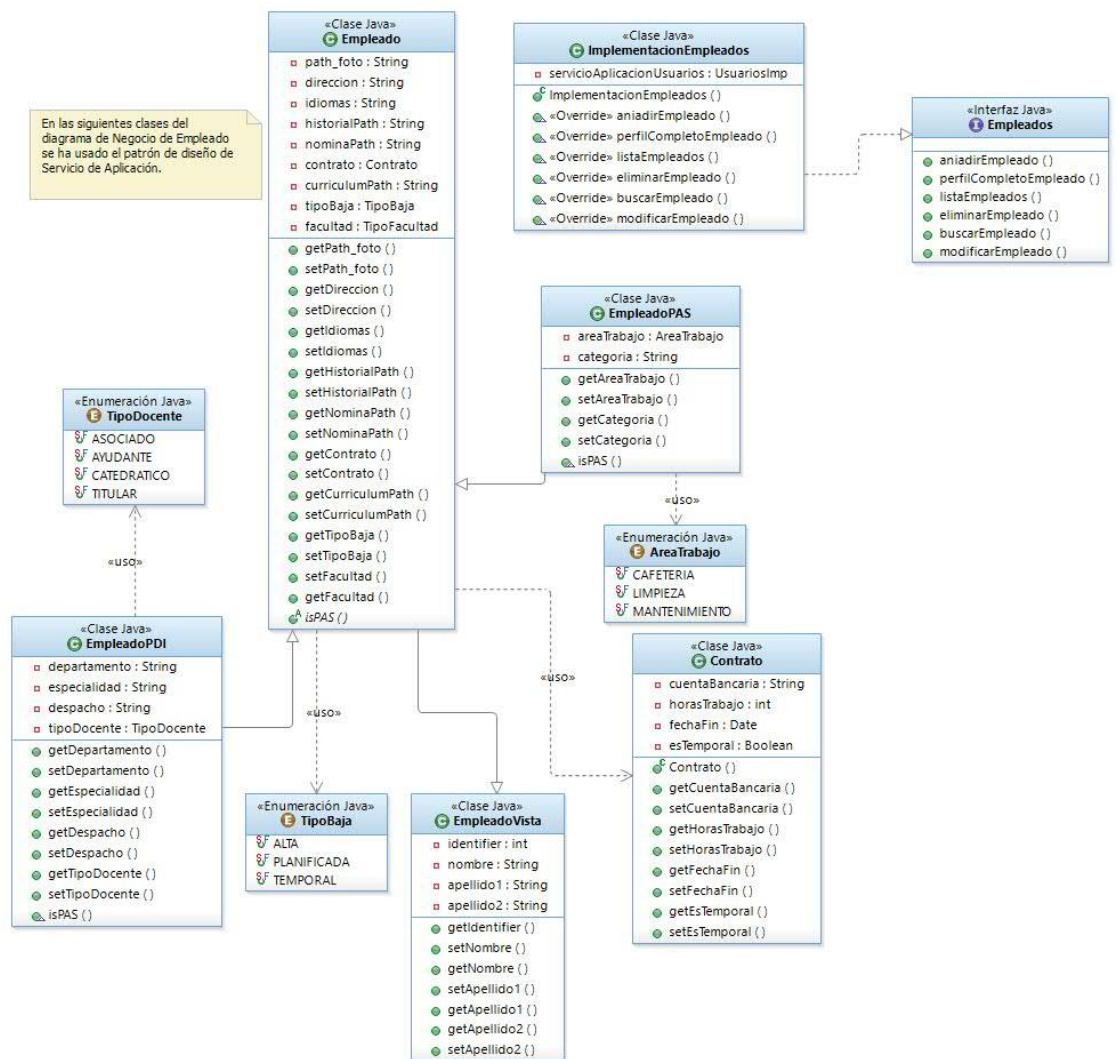 En las siguientes clases del
diagrama de Negocio de Empleado
se ha usado el patrón de diseño de
Servicio de Aplicación.
«Clase Java»
Empleado
path_foto : String
direccion : String
idiomas : String
historialPath : String
nominaPath : String
contrato : Contrato
curriculumPath : String
tipoBaja : TipoBaja
facultad : TipoFacultad
getPath_foto ( )
setPath_foto ( )
getDireccion ( )
setDireccion ( )
getIdiomas ( )
setIdiomas ( )
getHistorialPath ( )
setHistorialPath ( )
getNominaPath ( )
setNominaPath ( )
getContrato ( )
setContrato ( )
getCurriculumPath ( )
setCurriculumPath ( )
getTipoBaja ( )
setTipoBaja ( )
setFacultad ( )
getFacultad ( )
isPAS ( )
«Clase Java»
ImplementacionEmpleados
servicioAplicacionUsuarios : UsuariosImp
ImplementacionEmpleados ( )
«Override» aniadirEmpleado ( )
«Override» perfilCompletoEmpleado ( )
«Override» listaEmpleados ( )
«Override» eliminarEmpleado ( )
«Override» buscarEmpleado ( )
«Override» modificarEmpleado ( )
«Interfaz Java»
Empleados
aniadirEmpleado ( )
perfilCompletoEmpleado ( )
listaEmpleados ( )
eliminarEmpleado ( )
buscarEmpleado ( )
modificarEmpleado ( )
«Clase Java»
EmpleadoPAS
areaTrabajo : AreaTrabajo
categoria : String
getAreaTrabajo ( )
setAreaTrabajo ( )
getCategoria ( )
setCategoria ( )
isPAS ( )
«uso»
«Enumeración Java»
AreaTrabajo
CAFETERIA
LIMPIEZA
MANTENIMIENTO
«Enumeración Java»
TipoDocente
ASOCIADO
AYUDANTE
CATEDRATICO
TITULAR
«uso»
«Clase Java»
EmpleadoPDI
departamento : String
especialidad : String
despacho : String
tipoDocente : TipoDocente
getDepartamento ( )
setDepartamento ( )
getEspecialidad ( )
setEspecialidad ( )
getDespacho ( )
setDespacho ( )
getTipoDocente ( )
setTipoDocente ( )
isPAS ( )
«uso»
«Enumeración Java»
TipoBaja
ALTA
PLANIFICADA
TEMPORAL
«Clase Java»
EmpleadoVista
identifier : int
nombre : String
apellido1 : String
apellido2 : String
getIdentifier ( )
setNombre ( )
getNombre ( )
setApellido1 ( )
getApellido1 ( )
getApellido2 ( )
setApellido2 ( )
«uso»
«Clase Java»
Contrato
cuentaBancaria : String
horasTrabajo : int
fechaFin : Date
esTemporal : Boolean
Contrato ( )
getCuentaBancaria ( )
setCuentaBancaria ( )
getHorasTrabajo ( )
setHorasTrabajo ( )
getFechaFin ( )
setFechaFin ( )
getEsTemporal ( )
setEsTemporal ( )